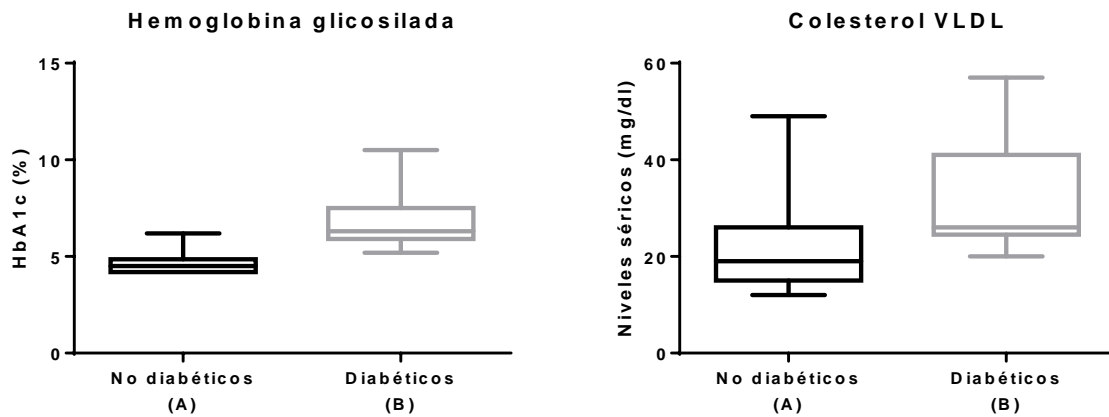 Hemoglobina glicosilada
HbA1c (%)
15
10
5
0
No diabéticos
(A)
Diabéticos
(B)
Colesterol VLDL
Niveles séricos (mg/dl)
60
40
20
0
No diabéticos
(A)
Diabéticos
(B)